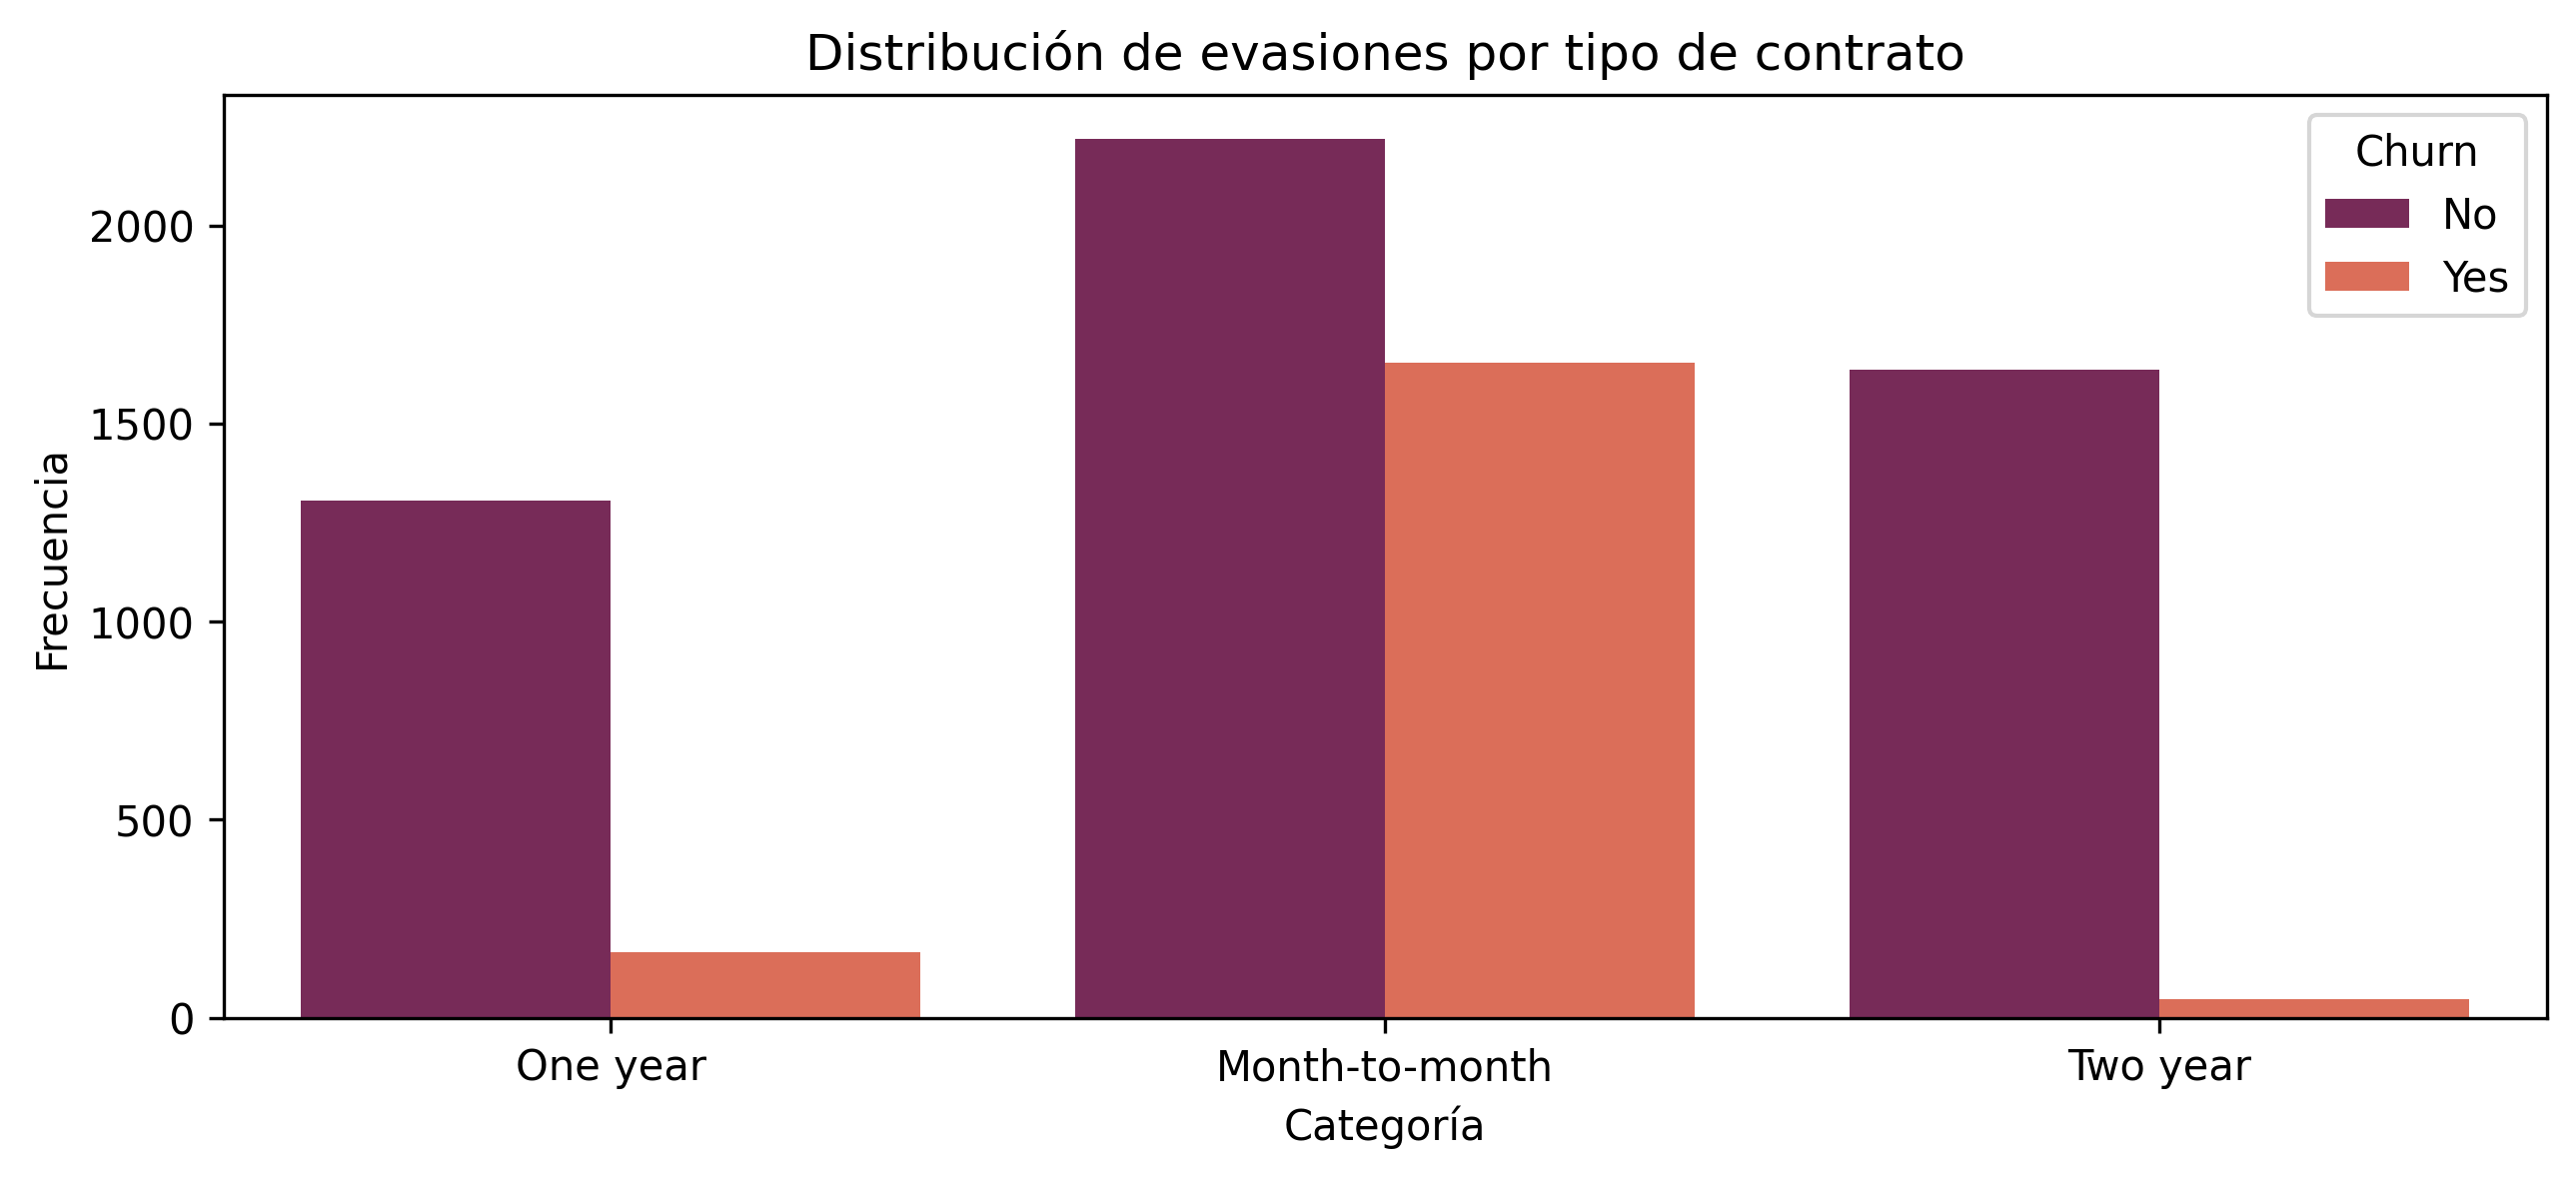 Distribución de evasiones por tipo de contrato
Churn
No
Yes
Frecuencia
2000
1500
1000
500
0
One year
Month-to-month
Two year
Categoría